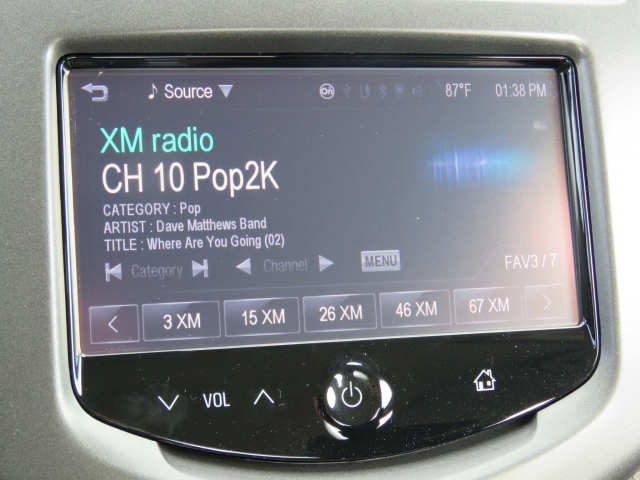 Source 87°F 01:38 PM
XM radio
CH 10 Pop2K
CATEGORY : Pop
ARTIST : Dave Matthews Band
TITLE : Where Are You Going (02)
Category Channel MENU FAV3 / 7
3 XM 15 XM 26 XM 46 XM 67 XM
VOL